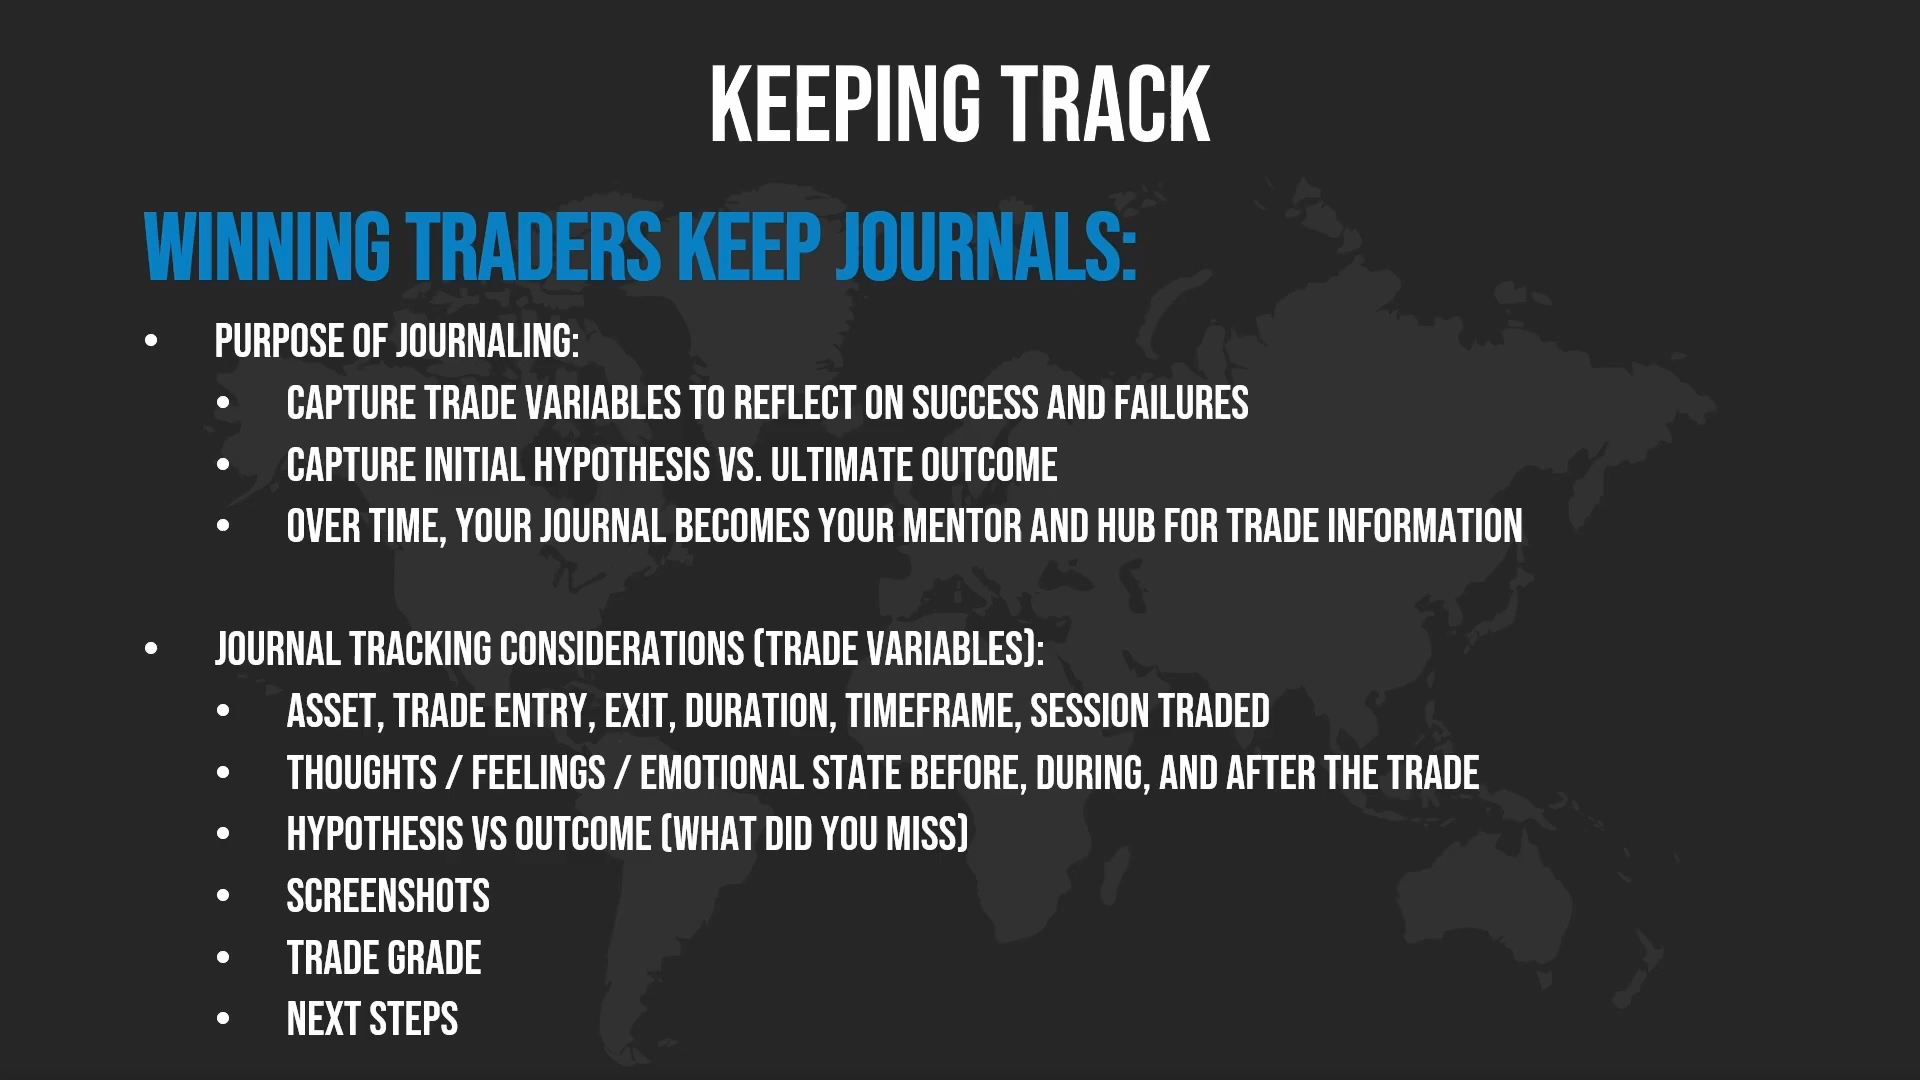 KEEPING TRACK
WINNING TRADERS KEEP JOURNALS:
• PURPOSE OF JOURNALING:
• CAPTURE TRADE VARIABLES TO REFLECT ON SUCCESS AND FAILURES
• CAPTURE INITIAL HYPOTHESIS VS. ULTIMATE OUTCOME
• OVER TIME, YOUR JOURNAL BECOMES YOUR MENTOR AND HUB FOR TRADE INFORMATION
• JOURNAL TRACKING CONSIDERATIONS (TRADE VARIABLES):
• ASSET, TRADE ENTRY, EXIT, DURATION, TIMEFRAME, SESSION TRADED
• THOUGHTS / FEELINGS / EMOTIONAL STATE BEFORE, DURING, AND AFTER THE TRADE
• HYPOTHESIS VS OUTCOME (WHAT DID YOU MISS)
• SCREENSHOTS
• TRADE GRADE
• NEXT STEPS